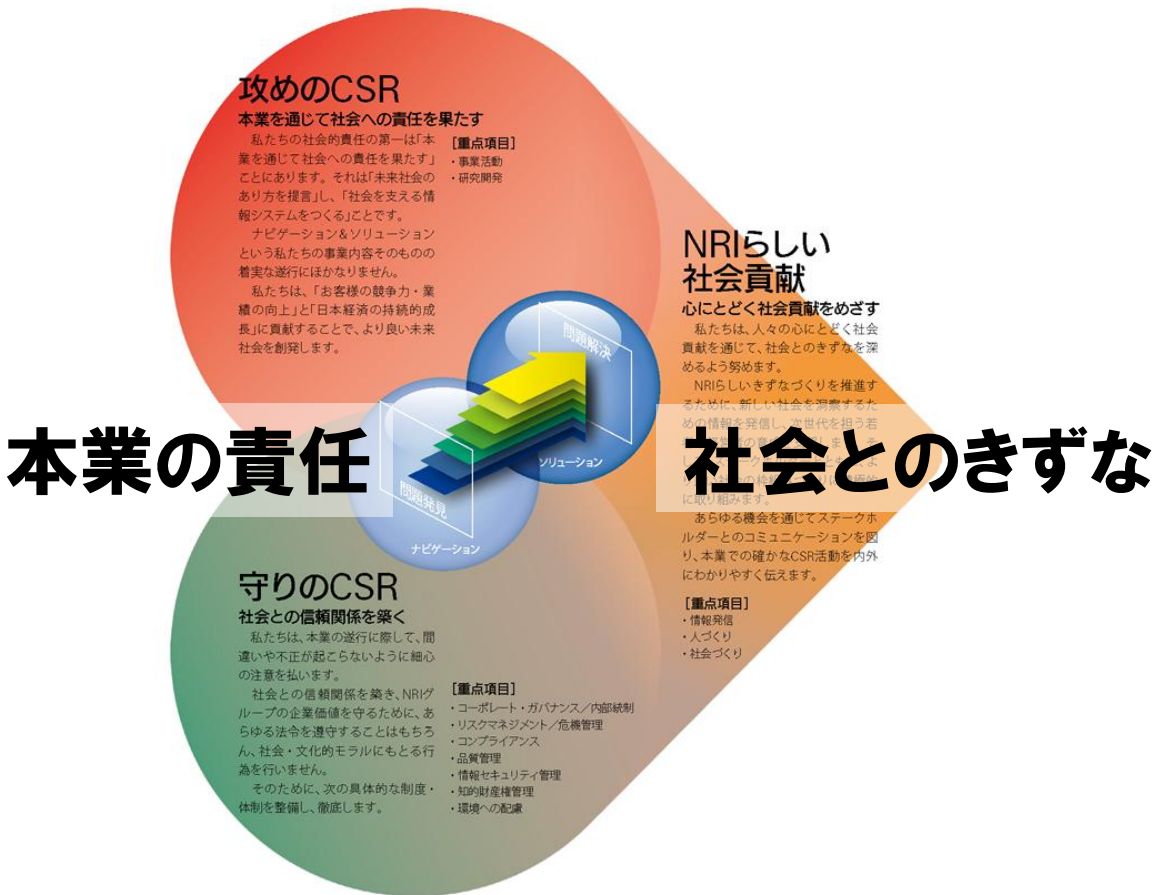 攻めのCSR
本業を通じて社会への責任を果たす
　私たちの社会的責任の第一は「本
業を通じて社会への責任を果たす」
ことにあります。それは「未来社会の
あり方を提言」し、「社会を支える情
報システムをつくる」ことです。
　ナビゲーション&ソリューション
という私たちの事業内容そのものの
着実な遂行にほかなりません。
　私たちは、「お客様の競争力・業
績の向上」と「日本経済の持続的成
長」に貢献することで、より良い未来
社会を創発します。
[重点項目]
・事業活動
・研究開発
NRIらしい
社会貢献
心にとどく社会貢献をめざす
　私たちは、人々の心にとどく社会
貢献を通じて、社会とのきずなを深
めるよう努めます。
　NRIらしいきずなづくりを推進す
るために、新しい社会を洞察するた
めの情報を発信し、次世代を担う若
に取り組みます。
　あらゆる機会を通じてステークホ
ルダーとのコミュニケーションを図
り、本業での確かなCSR活動を内外
にわかりやすく伝えます。
[重点項目]
・情報発信
・人づくり
・社会づくり
問題解決
ソリューション
問題発見
ナビゲーション
本業の責任
社会とのきずな
守りのCSR
社会との信頼関係を築く
　私たちは、本業の遂行に際して、間
違いや不正が起こらないように細心
の注意を払います。
　社会との信頼関係を築き、NRIグ
ループの企業価値を守るために、あ
らゆる法令を遵守することはもちろ
ん、社会・文化的モラルにもとる行
為を行いません。
　そのために、次の具体的な制度・
体制を整備し、徹底します。
[重点項目]
・コーポレート・ガバナンス／内部統制
・リスクマネジメント／危機管理
・コンプライアンス
・品質管理
・情報セキュリティ管理
・知的財産権管理
・環境への配慮